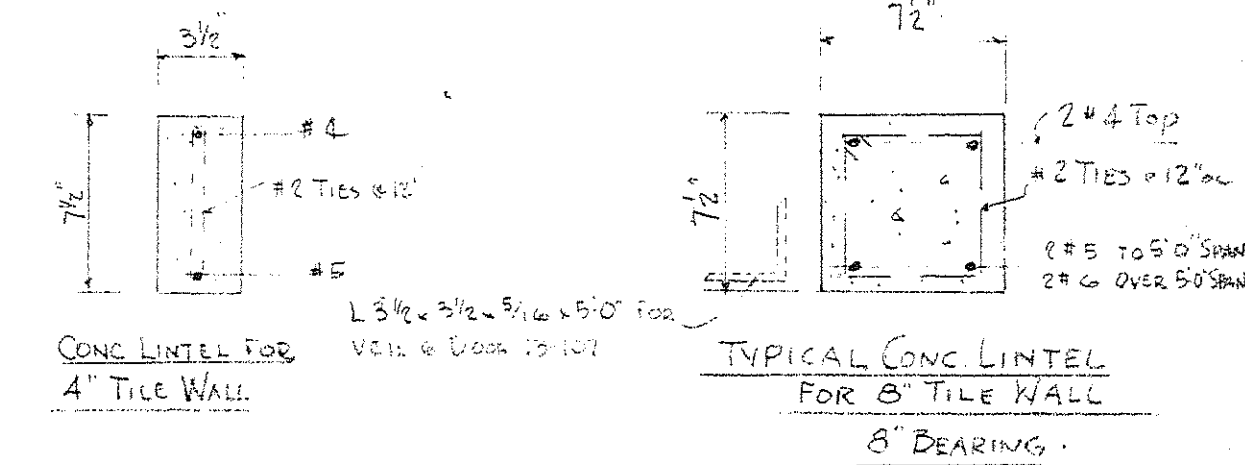 3½"
7½"
#4
#2 TIES @ 12"
#5
CONC LINTEL FOR
4" TILE WALL
L 3½ x 3½ x 5/16 x 5'-0" FOR
@ DOOR
7½"
7½"
2 #4 TOP
#2 TIES @ 12" oc
2 #5 TO 5'0" SPAN
2 #6 OVER 5'0" SPAN
TYPICAL CONC. LINTEL
FOR 8" TILE WALL
8" BEARING.